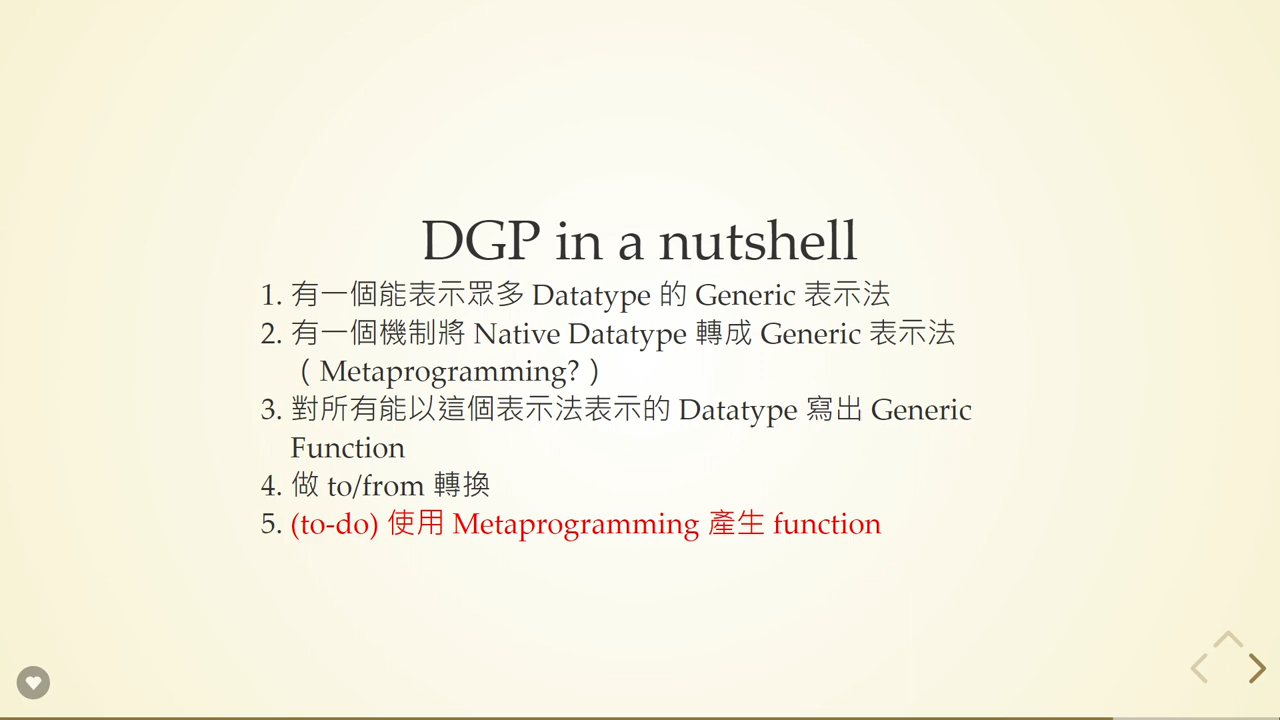 DGP in a nutshell
1. 有一個能表示眾多 Datatype 的 Generic 表示法
2. 有一個機制將 Native Datatype 轉成 Generic 表示法
（ Metaprogramming? ）
3. 對所有能以這個表示法表示的 Datatype 寫出 Generic
Function
4. 做 to/from 轉換
5. (to-do) 使用 Metaprogramming 產生 function